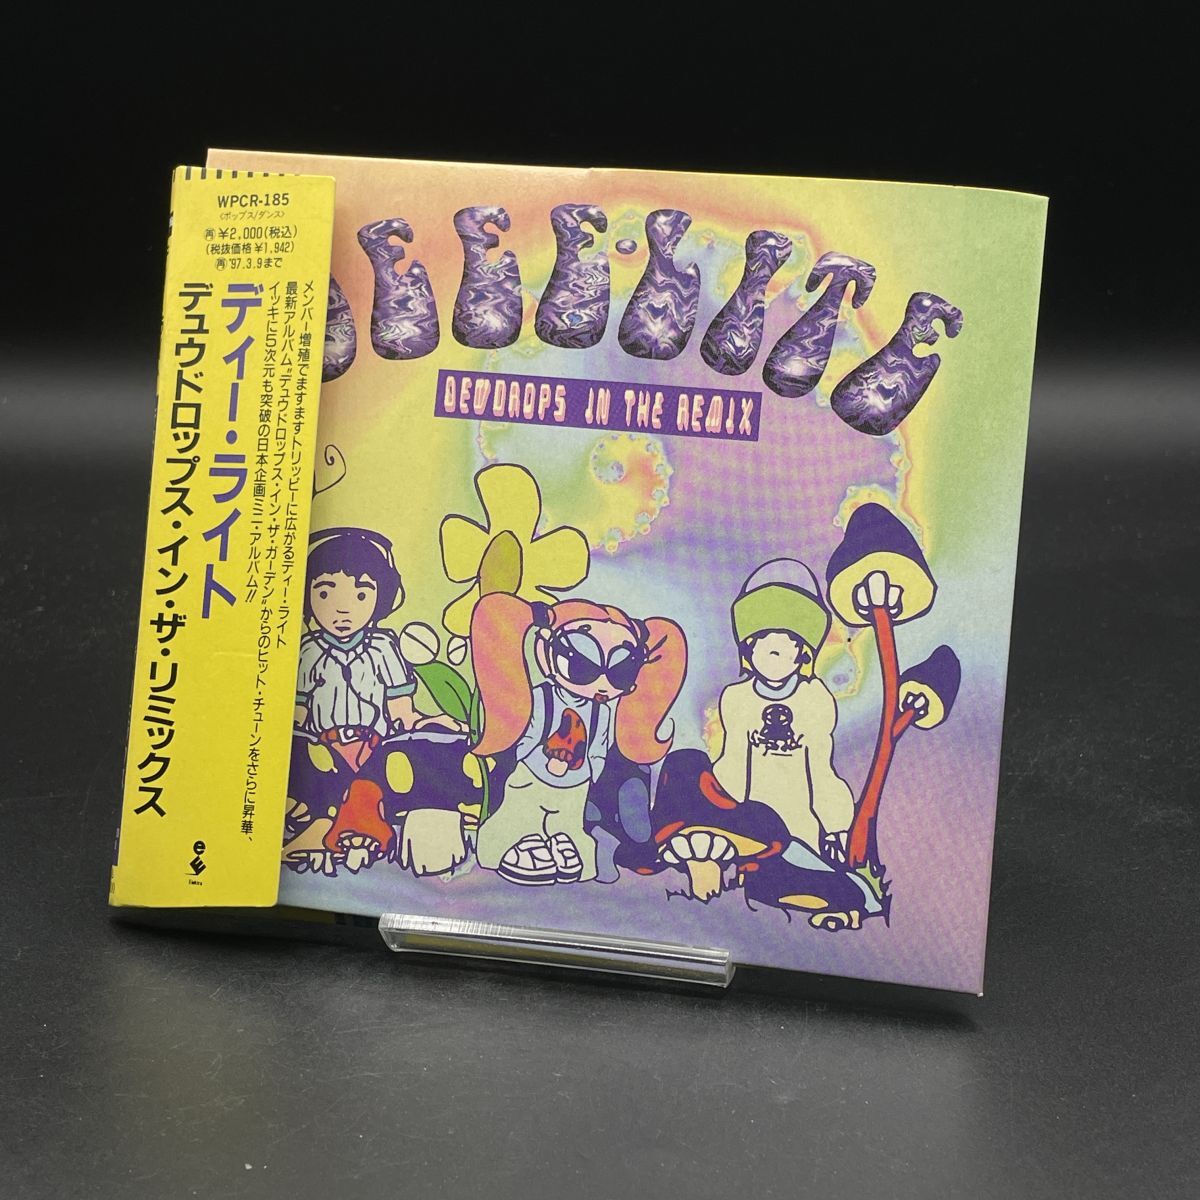 WPCR-185
〈ポップス/ダンス〉
再¥2,000(税込)
(税抜価格¥1,942)
再'97.3.9まで
メンバー増殖でますますトリッピーに広がるディー・ライト
最新アルバム“デュウドロップス・イン・ザ・ガーデン”からのヒット・チューンをさらに昇華、
イッキに5次元も突破の日本企画ミニ・アルバム!!
ディー・ライト
デュウドロップス・イン・ザ・リミックス
Elektra
DEEE-LITE
DEWDROPS IN THE REMIX